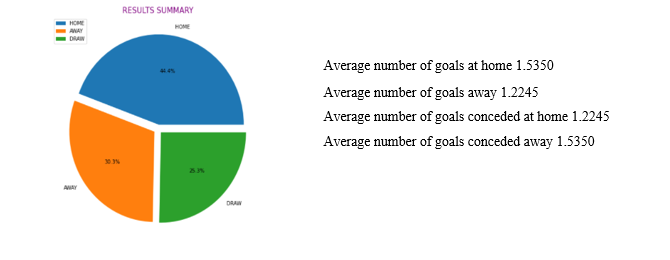 RESULTS SUMMARY
HOME
AWAY
DRAW
HOME
44.4%
30.3%
25.3%
AWAY
DRAW
Average number of goals at home 1.5350
Average number of goals away 1.2245
Average number of goals conceded at home 1.2245
Average number of goals conceded away 1.5350